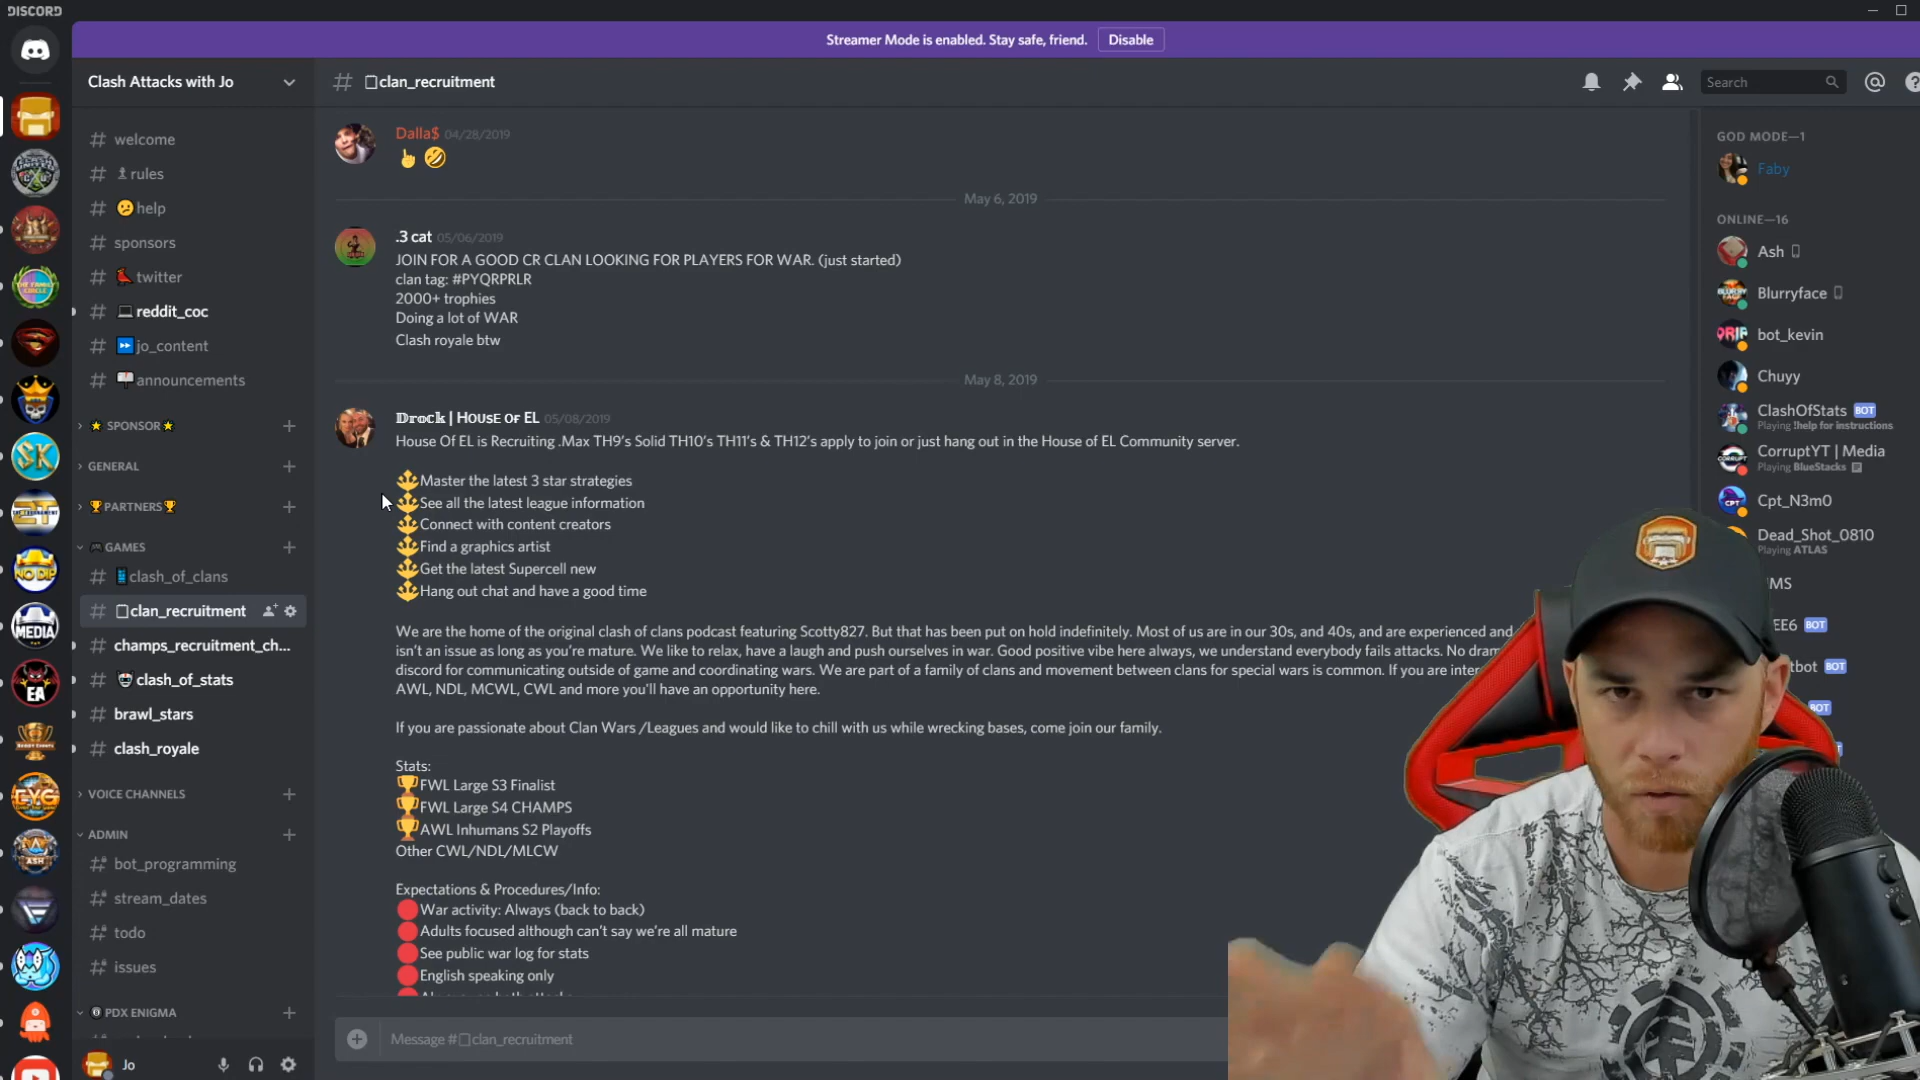 DISCORD
Streamer Mode is enabled. Stay safe, friend.
Disable
Clash Attacks with Jo
# clan_recruitment
Search
# welcome
# rules
# help
# sponsors
# twitter
# reddit_coc
# jo_content
# announcements
SPONSOR
GENERAL
PARTNERS
GAMES
# clash_of_clans
# clan_recruitment
champs_recruitment_ch...
# clash_of_stats
brawl_stars
clash_royale
VOICE CHANNELS
ADMIN
bot_programming
stream_dates
todo
issues
PDX ENIGMA
Jo
Dalla$ 04/28/2019
May 6, 2019
.3 cat 05/06/2019
JOIN FOR A GOOD CR CLAN LOOKING FOR PLAYERS FOR WAR. (just started)
clan tag: #PYQRPRLR
2000+ trophies
Doing a lot of WAR
Clash royale btw
May 8, 2019
𝔻𝕣𝕠𝕔𝕜 | Hᴏᴜsᴇ ᴏғ EL 05/08/2019
House Of EL is Recruiting .Max TH9's Solid TH10's TH11's & TH12's apply to join or just hang out in the House of EL Community server.
Master the latest 3 star strategies
See all the latest league information
Connect with content creators
Find a graphics artist
Get the latest Supercell new
Hang out chat and have a good time
We are the home of the original clash of clans podcast featuring Scotty827. But that has been put on hold indefinitely. Most of us are in our 30s, and 40s, and are experienced and
isn't an issue as long as you're mature. We like to relax, have a laugh and push ourselves in war. Good positive vibe here always, we understand everybody fails attacks. No dram
discord for communicating outside of game and coordinating wars. We are part of a family of clans and movement between clans for special wars is common. If you are inter
AWL, NDL, MCWL, CWL and more you'll have an opportunity here.
If you are passionate about Clan Wars /Leagues and would like to chill with us while wrecking bases, come join our family.
Stats:
FWL Large S3 Finalist
FWL Large S4 CHAMPS
AWL Inhumans S2 Playoffs
Other CWL/NDL/MLCW
Expectations & Procedures/Info:
War activity: Always (back to back)
Adults focused although can't say we're all mature
See public war log for stats
English speaking only
Message # clan_recruitment
GOD MODE—1
Faby
ONLINE—16
Ash
Blurryface
bot_kevin
Chuyy
ClashOfStats BOT
Playing !help for instructions
CorruptYT | Media
Playing BlueStacks
Cpt_N3m0
Dead_Shot_0810
Playing ATLAS
MS
EE6 BOT
tbot BOT
BOT
SK
NO DIP
MEDIA
EA
EYG
ASH
CPT